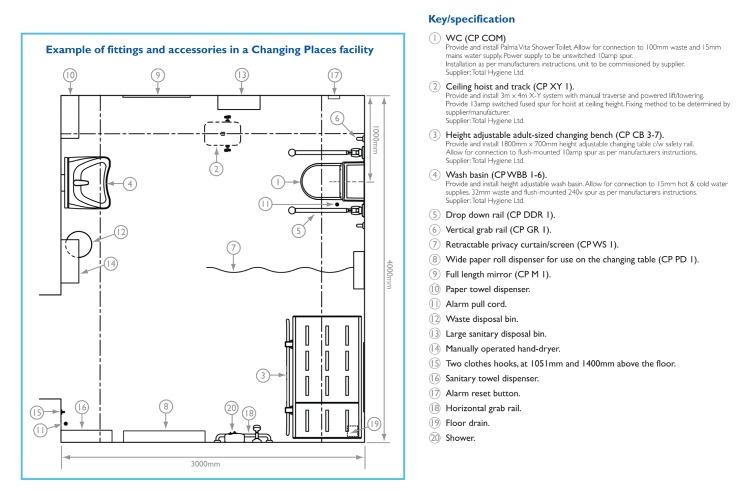 Example of fittings and accessories in a Changing Places facility
10
9
13
17
6
1000mm
2
1
4
11
5
12
7
14
4000mm
3
15
16
8
20
18
19
11
3000mm
Key/specification
1 WC (CP COM)
Provide and install Palma Vita Shower Toilet. Allow for connection to 100mm waste and 15mm
mains water supply. Power supply to be unswitched 10amp spur.
Installation as per manufacturers instructions, unit to be commissioned by supplier.
Supplier: Total Hygiene Ltd.
2 Ceiling hoist and track (CP XY 1).
Provide and install 3m x 4m X-Y system with manual traverse and powered lift/lowering.
Provide 13amp switched fused spur for hoist at ceiling height. Fixing method to be determined by
supplier/manufacturer.
Supplier: Total Hygiene Ltd.
3 Height adjustable adult-sized changing bench (CP CB 3-7).
Provide and install 1800mm x 700mm height adjustable changing table c/w safety rail.
Allow for connection to flush-mounted 10amp spur as per manufacturers instructions.
Supplier: Total Hygiene Ltd.
4 Wash basin (CP WBB 1-6).
Provide and install height adjustable wash basin. Allow for connection to 15mm hot & cold water
supplies, 32mm waste and flush-mounted 240v spur as per manufacturers instructions.
Supplier: Total Hygiene Ltd.
5 Drop down rail (CP DDR 1).
6 Vertical grab rail (CP GR 1).
7 Retractable privacy curtain/screen (CP WS 1).
8 Wide paper roll dispenser for use on the changing table (CP PD 1).
9 Full length mirror (CP M 1).
10 Paper towel dispenser.
11 Alarm pull cord.
12 Waste disposal bin.
13 Large sanitary disposal bin.
14 Manually operated hand-dryer.
15 Two clothes hooks, at 1051mm and 1400mm above the floor.
16 Sanitary towel dispenser.
17 Alarm reset button.
18 Horizontal grab rail.
19 Floor drain.
20 Shower.